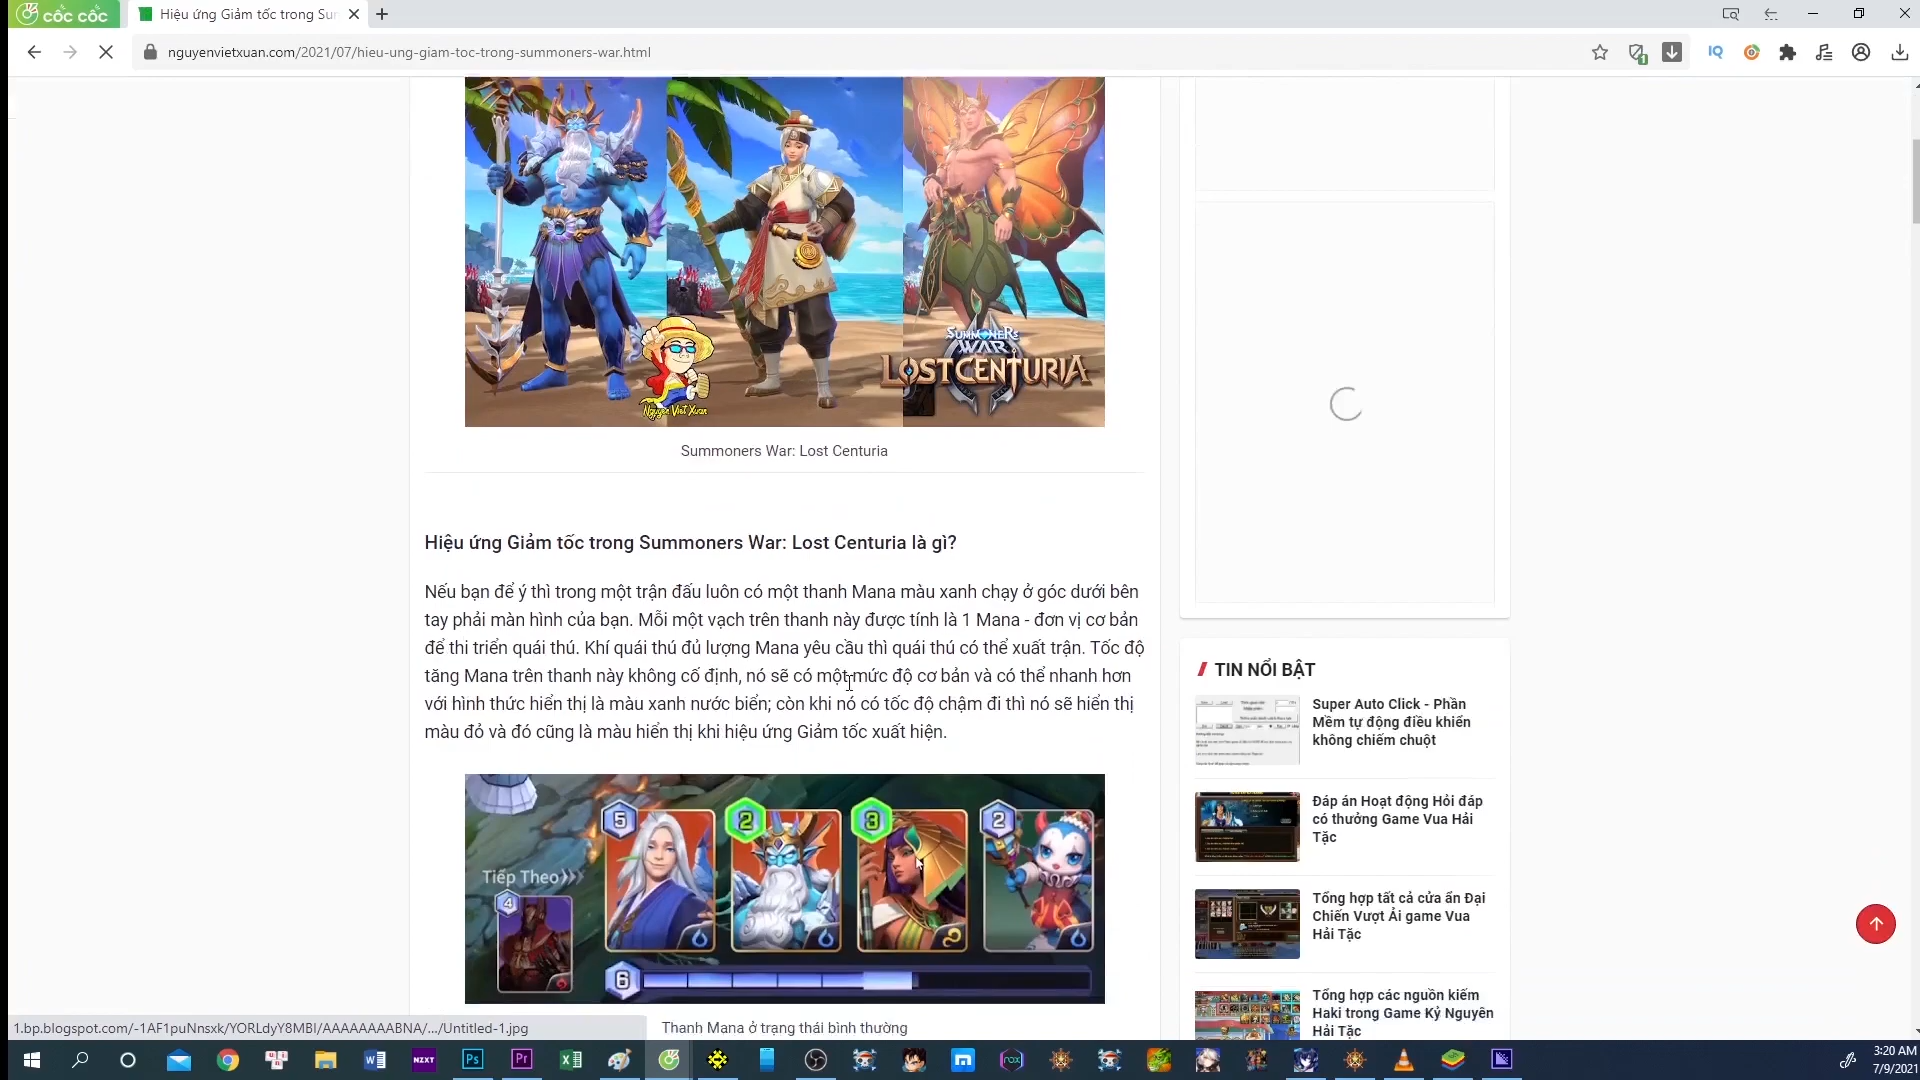 cốc cốc
Hiệu ứng Giảm tốc trong Sum
nguyenvietxuan.com/2021/07/hieu-ung-giam-toc-trong-summoners-war.html
IQ
SUMMONERS
WAR
LOST CENTURIA
Nguyen Viet Xuan
Summoners War: Lost Centuria
Hiệu ứng Giảm tốc trong Summoners War: Lost Centuria là gì?
Nếu bạn để ý thì trong một trận đấu luôn có một thanh Mana màu xanh chạy ở góc dưới bên
tay phải màn hình của bạn. Mỗi một vạch trên thanh này được tính là 1 Mana - đơn vị cơ bản
để thi triển quái thú. Khí quái thú đủ lượng Mana yêu cầu thì quái thú có thể xuất trận. Tốc độ
tăng Mana trên thanh này không cố định, nó sẽ có một mức độ cơ bản và có thể nhanh hơn
với hình thức hiển thị là màu xanh nước biển; còn khi nó có tốc độ chậm đi thì nó sẽ hiển thị
màu đỏ và đó cũng là màu hiển thị khi hiệu ứng Giảm tốc xuất hiện.
5 2 3 2
Tiếp Theo
4
6
Thanh Mana ở trạng thái bình thường
TIN NỔI BẬT
Super Auto Click - Phần
Mềm tự động điều khiển
không chiếm chuột
Đáp án Hoạt động Hỏi đáp
có thưởng Game Vua Hải
Tặc
Tổng hợp tất cả cửa ẩn Đại
Chiến Vượt Ải game Vua
Hải Tặc
Tổng hợp các nguồn kiếm
Haki trong Game Kỷ Nguyên
Hải Tặc
1.bp.blogspot.com/-1AF1puNnsxk/YORLdyY8MBI/AAAAAAAABNA/.../Untitled-1.jpg
NZXT
Ps
Pr
nox
3:20 AM
7/9/2021